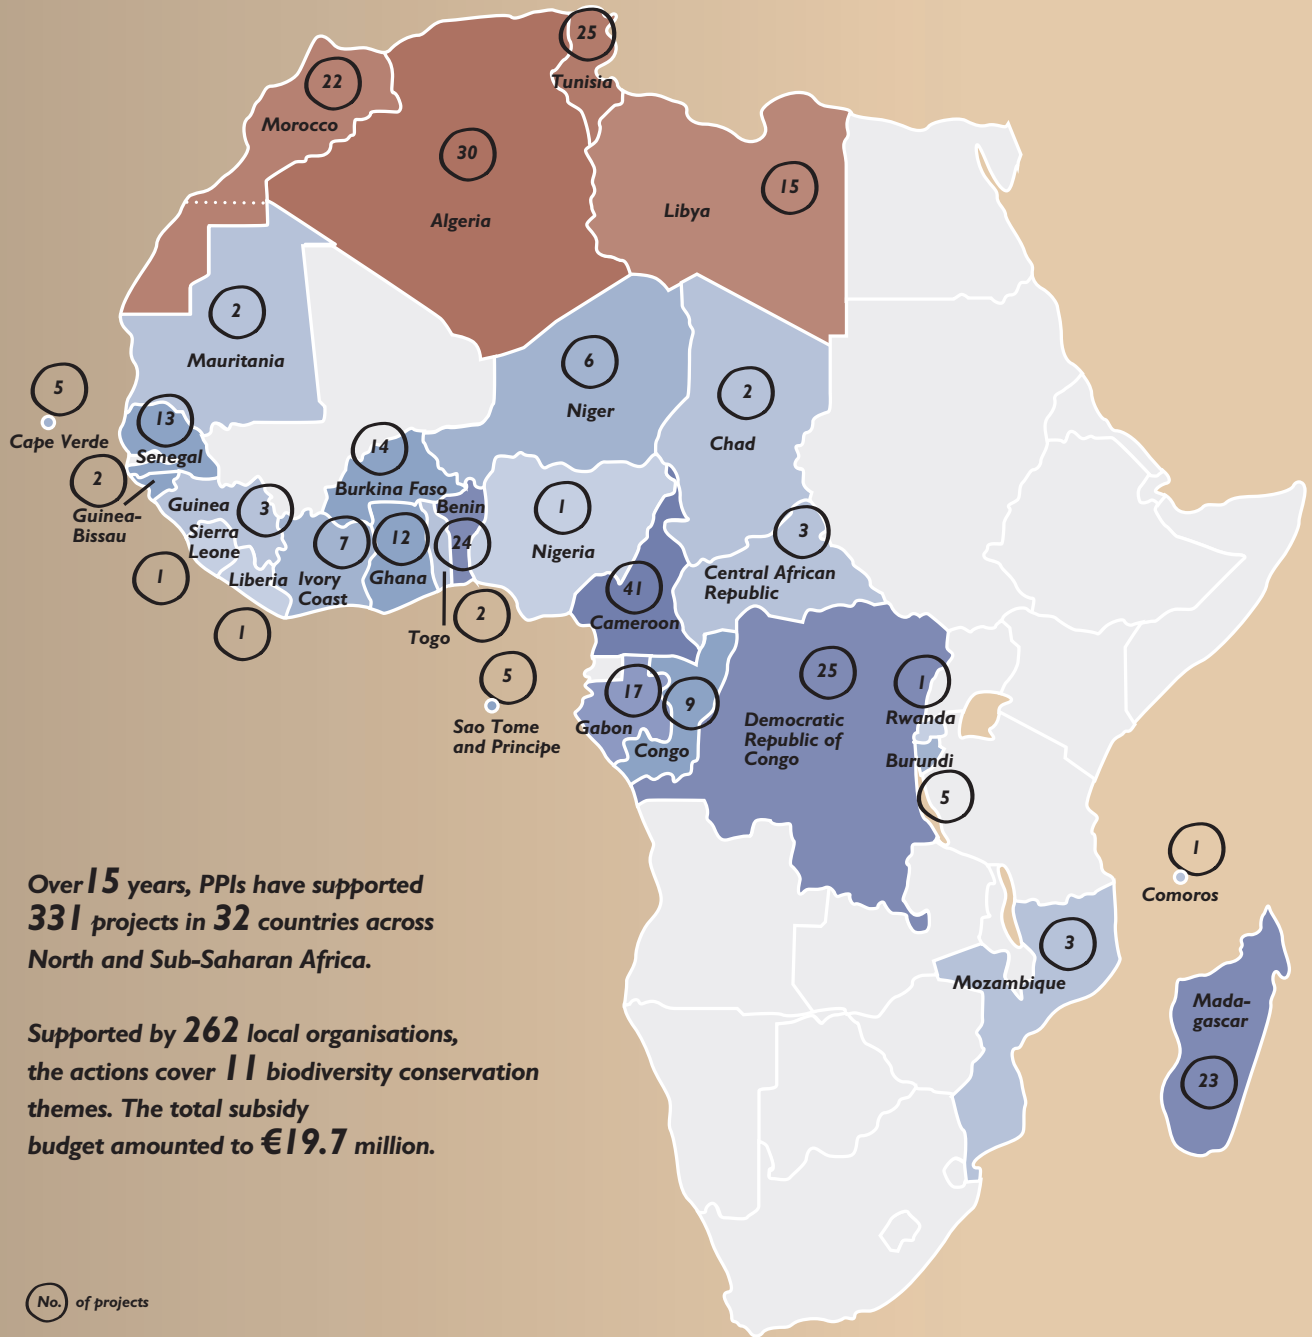 25
Tunisia
22
Morocco
30
Algeria
15
Libya
2
Mauritania
5
Cape Verde
13
Senegal
6
Niger
2
Chad
14
Burkina Faso
2
Guinea-
Bissau
Guinea
3
Sierra
Leone
1
Liberia
1
7
Ivory
Coast
12
Ghana
Benin
24
Togo
2
1
Nigeria
3
Central African
Republic
41
Cameroon
5
Sao Tome
and Principe
17
Gabon
9
Congo
25
Democratic
Republic of
Congo
1
Rwanda
Burundi
5
1
Comoros
3
Mozambique
Mada-
gascar
23
Over 15 years, PPIs have supported
331 projects in 32 countries across
North and Sub-Saharan Africa.
Supported by 262 local organisations,
the actions cover 11 biodiversity conservation
themes. The total subsidy
budget amounted to €19.7 million.
No. of projects